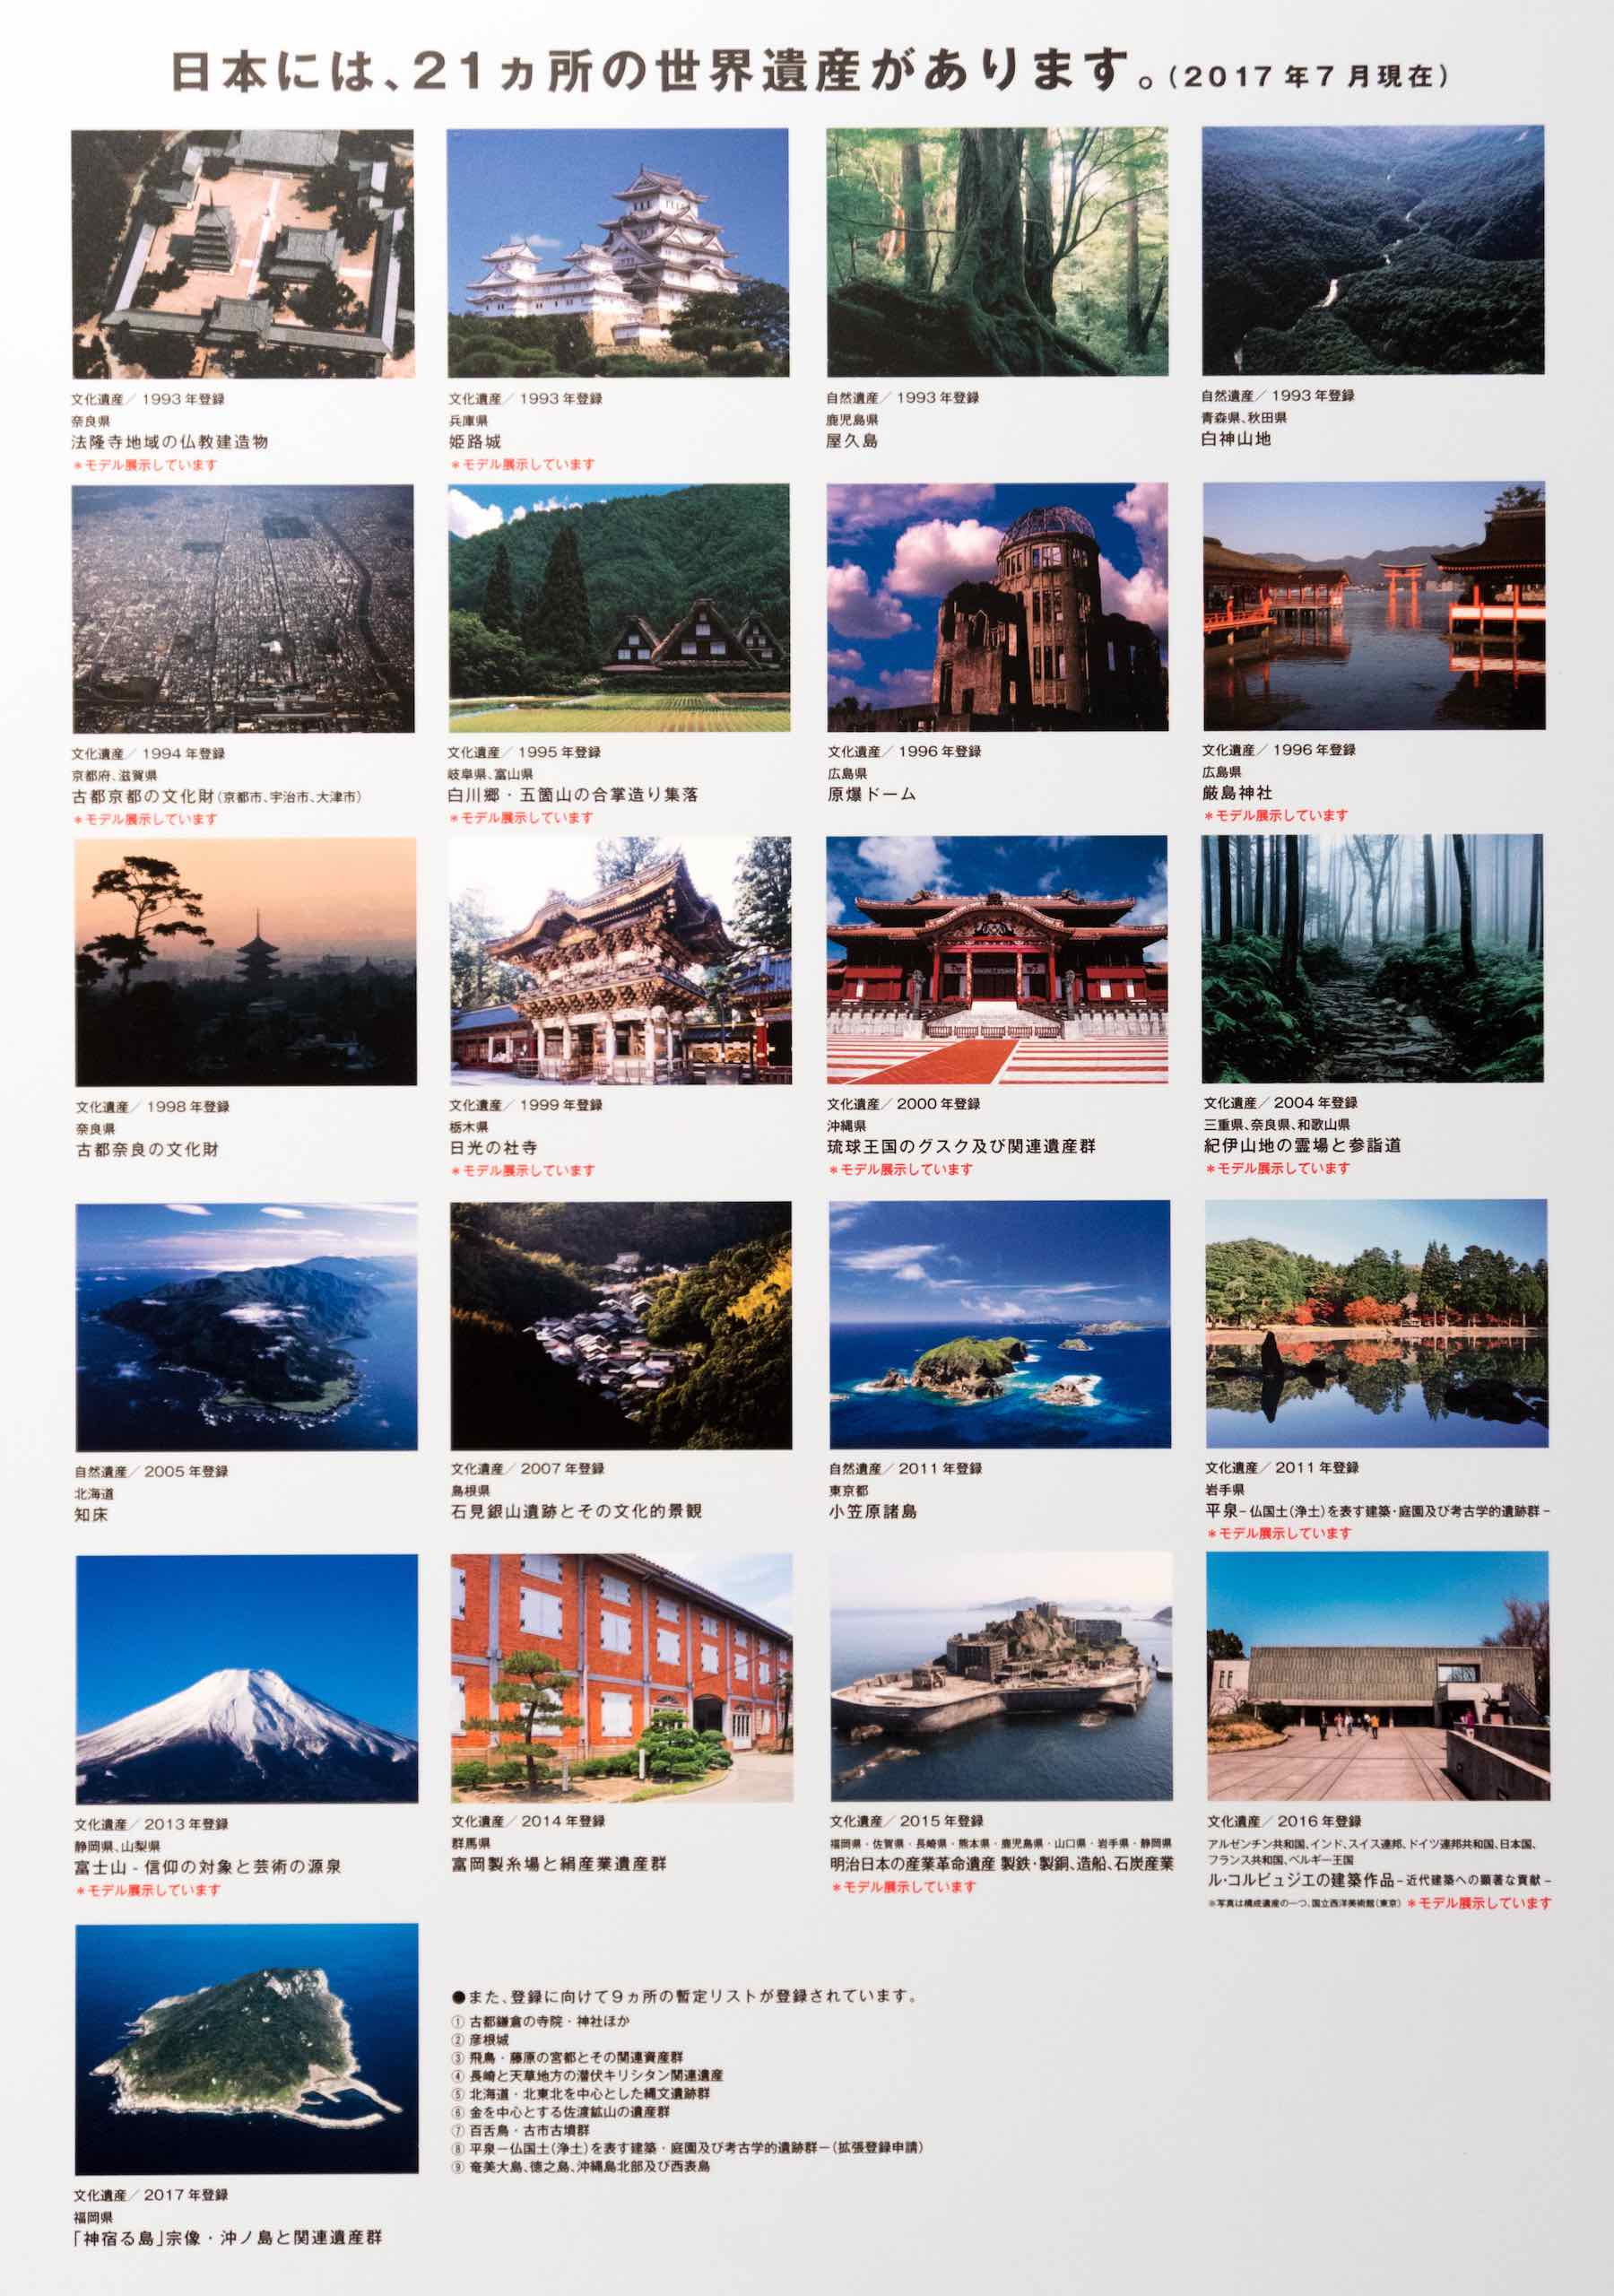 日本には、21ヵ所の世界遺産があります。(2017年7月現在)
文化遺産／1993年登録
奈良県
法隆寺地域の仏教建造物
＊モデル展示しています
文化遺産／1993年登録
兵庫県
姫路城
＊モデル展示しています
自然遺産／1993年登録
鹿児島県
屋久島
自然遺産／1993年登録
青森県、秋田県
白神山地
文化遺産／1994年登録
京都府、滋賀県
古都京都の文化財(京都市、宇治市、大津市)
＊モデル展示しています
文化遺産／1995年登録
岐阜県、富山県
白川郷・五箇山の合掌造り集落
＊モデル展示しています
文化遺産／1996年登録
広島県
原爆ドーム
文化遺産／1996年登録
広島県
厳島神社
＊モデル展示しています
文化遺産／1998年登録
奈良県
古都奈良の文化財
文化遺産／1999年登録
栃木県
日光の社寺
＊モデル展示しています
文化遺産／2000年登録
沖縄県
琉球王国のグスク及び関連遺産群
＊モデル展示しています
文化遺産／2004年登録
三重県、奈良県、和歌山県
紀伊山地の霊場と参詣道
＊モデル展示しています
自然遺産／2005年登録
北海道
知床
文化遺産／2007年登録
島根県
石見銀山遺跡とその文化的景観
自然遺産／2011年登録
東京都
小笠原諸島
文化遺産／2011年登録
岩手県
平泉－仏国土(浄土)を表す建築・庭園及び考古学的遺跡群－
＊モデル展示しています
文化遺産／2013年登録
静岡県、山梨県
富士山 - 信仰の対象と芸術の源泉
＊モデル展示しています
文化遺産／2014年登録
群馬県
富岡製糸場と絹産業遺産群
文化遺産／2015年登録
福岡県・佐賀県・長崎県・熊本県・鹿児島県・山口県・岩手県・静岡県
明治日本の産業革命遺産 製鉄・製鋼、造船、石炭産業
＊モデル展示しています
文化遺産／2016年登録
アルゼンチン共和国、インド、スイス連邦、ドイツ連邦共和国、日本国、
フランス共和国、ベルギー王国
ル・コルビュジエの建築作品－近代建築への顕著な貢献－
※写真は構成遺産の一つ、国立西洋美術館(東京) ＊モデル展示しています
文化遺産／2017年登録
福岡県
「神宿る島」宗像・沖ノ島と関連遺産群
●また、登録に向けて9ヵ所の暫定リストが登録されています。
① 古都鎌倉の寺院・神社ほか
② 彦根城
③ 飛鳥・藤原の宮都とその関連資産群
④ 長崎と天草地方の潜伏キリシタン関連遺産
⑤ 北海道・北東北を中心とした縄文遺跡群
⑥ 金を中心とする佐渡鉱山の遺産群
⑦ 百舌鳥・古市古墳群
⑧ 平泉－仏国土(浄土)を表す建築・庭園及び考古学的遺跡群－(拡張登録申請)
⑨ 奄美大島、徳之島、沖縄島北部及び西表島